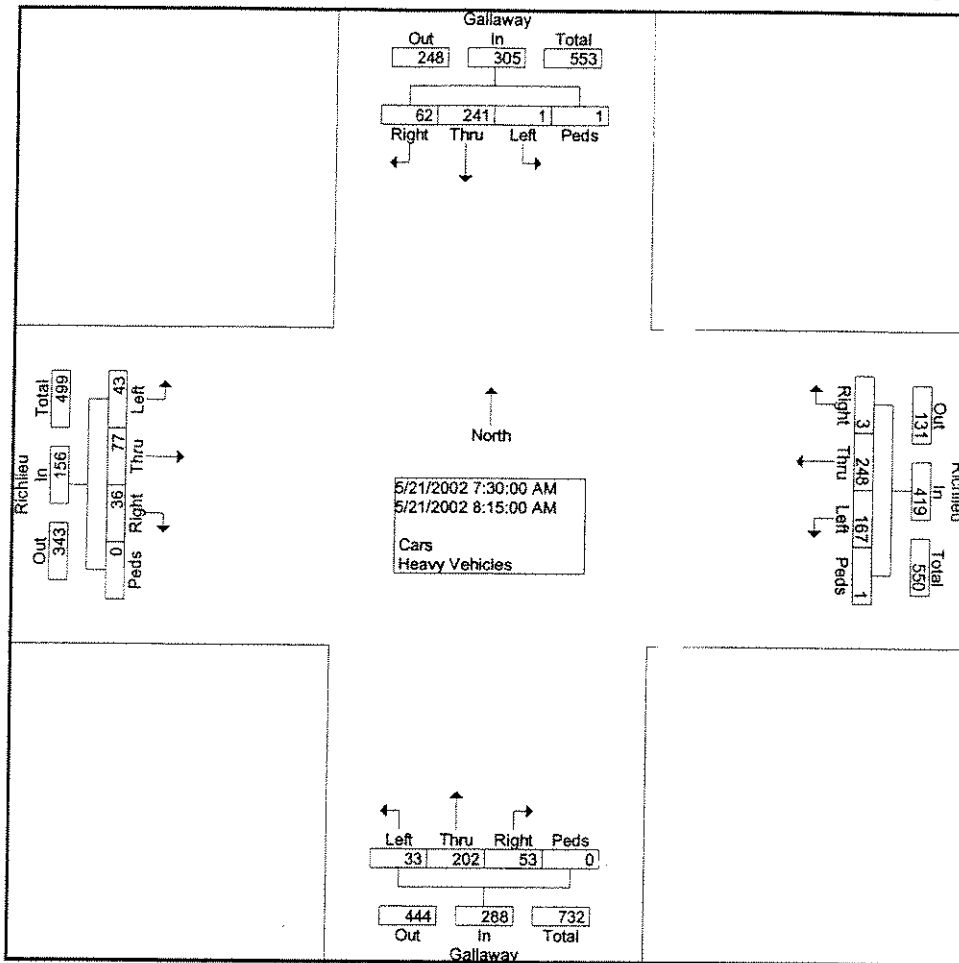 Gallaway
Out In Total
248 305 553
62 241 1 1
Right Thru Left Peds
North
5/21/2002 7:30:00 AM
5/21/2002 8:15:00 AM
Cars
Heavy Vehicles
Richlieu
Out In Total
343 156 499
43 77 36 0
Left Thru Right Peds
Richlieu
Out In Total
131 419 550
3 248 167 1
Right Thru Left Peds
Left Thru Right Peds
33 202 53 0
444 288 732
Out In Total
Gallaway